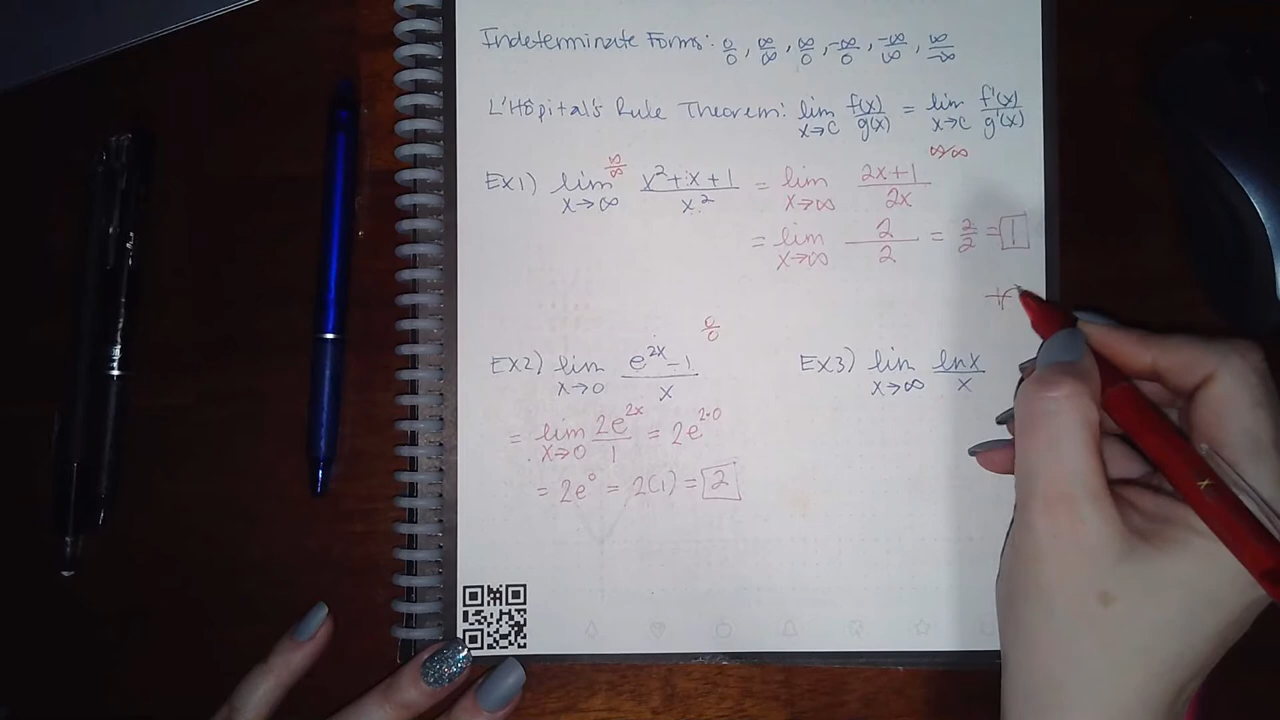 Indeterminate Forms: 0/0, ∞/∞, ∞/0, -∞/0, -∞/∞, ∞/-∞
L'Hôpital's Rule Theorem: lim x→c f(x)/g(x) = lim x→c f'(x)/g'(x)
∞/∞ ∞/∞
EX1) lim x→∞ (x²+x+1)/x² = lim x→∞ (2x+1)/2x
= lim x→∞ 2/2 = 2/2 = 1
0/0
EX2) lim x→0 (e^(2x)-1)/x
= lim x→0 2e^(2x)/1 = 2e^(2·0)
= 2e^0 = 2(1) = 2
EX3) lim x→∞ lnx/x